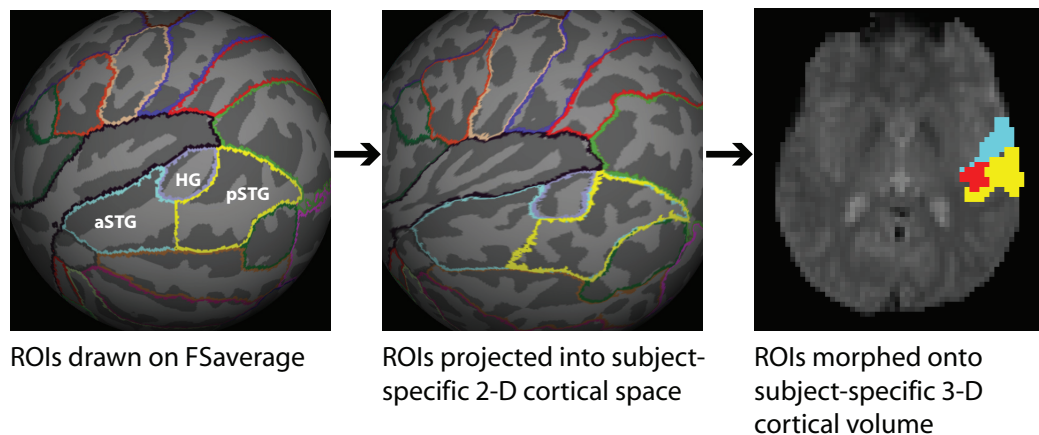 HG
pSTG
aSTG
ROIs drawn on FSaverage
ROIs projected into subject-
specific 2-D cortical space
ROIs morphed onto
subject-specific 3-D
cortical volume